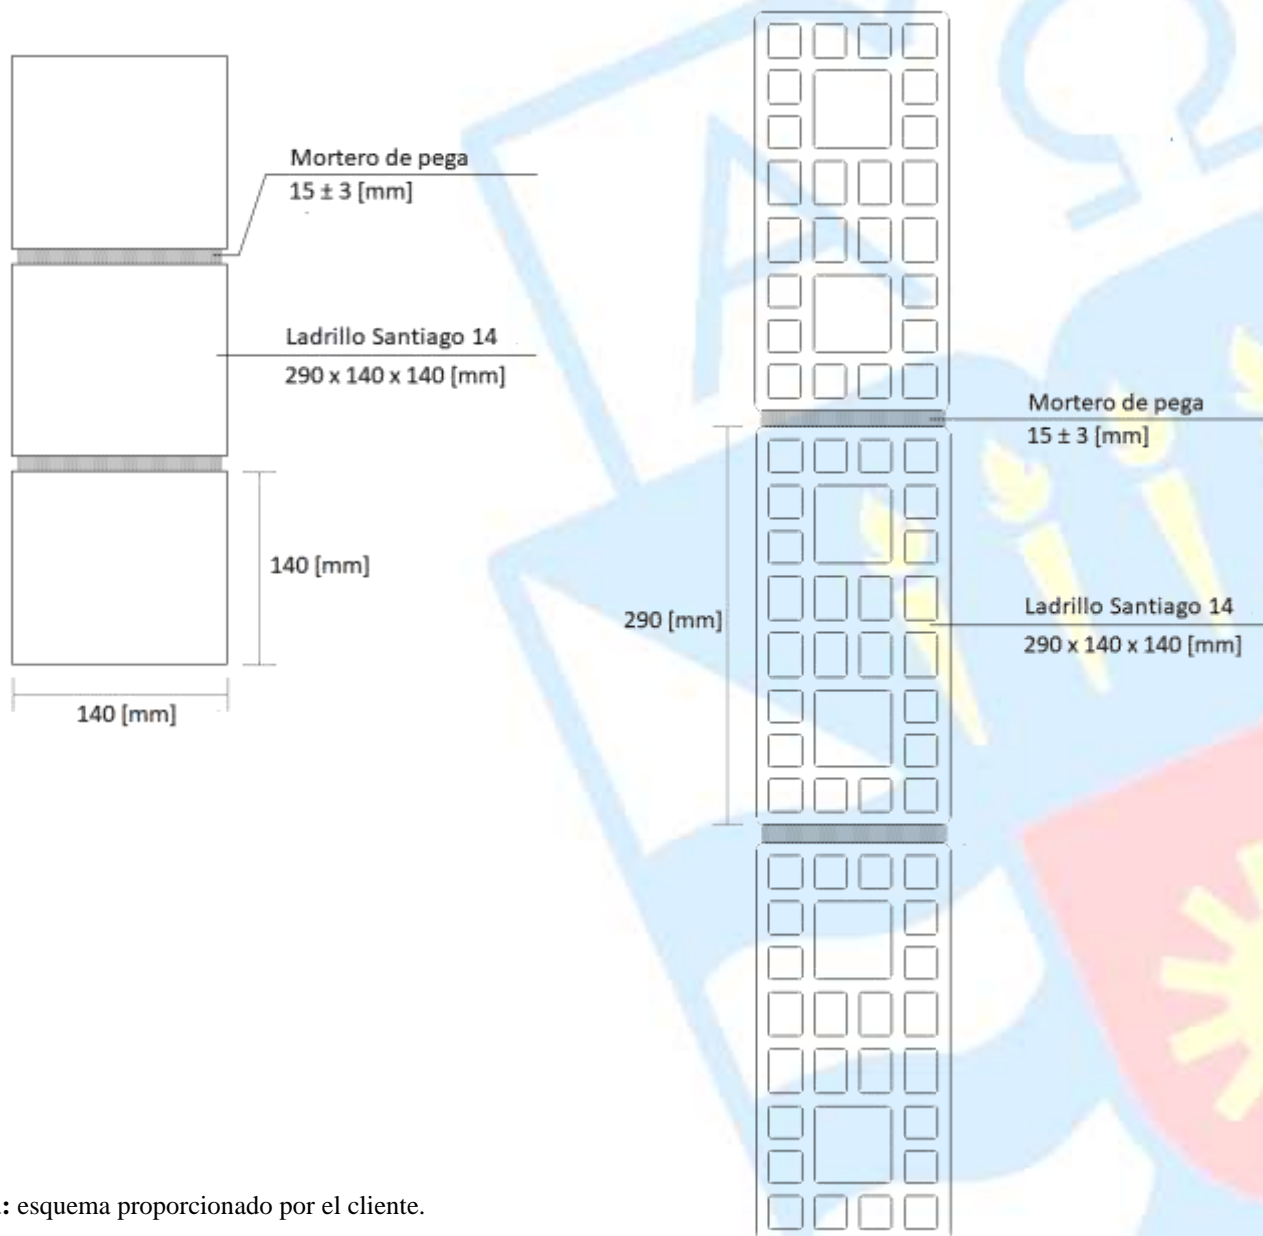 Mortero de pega
15 ± 3 [mm]
Ladrillo Santiago 14
290 x 140 x 140 [mm]
140 [mm]
140 [mm]
Mortero de pega
15 ± 3 [mm]
290 [mm]
Ladrillo Santiago 14
290 x 140 x 140 [mm]
: esquema proporcionado por el cliente.